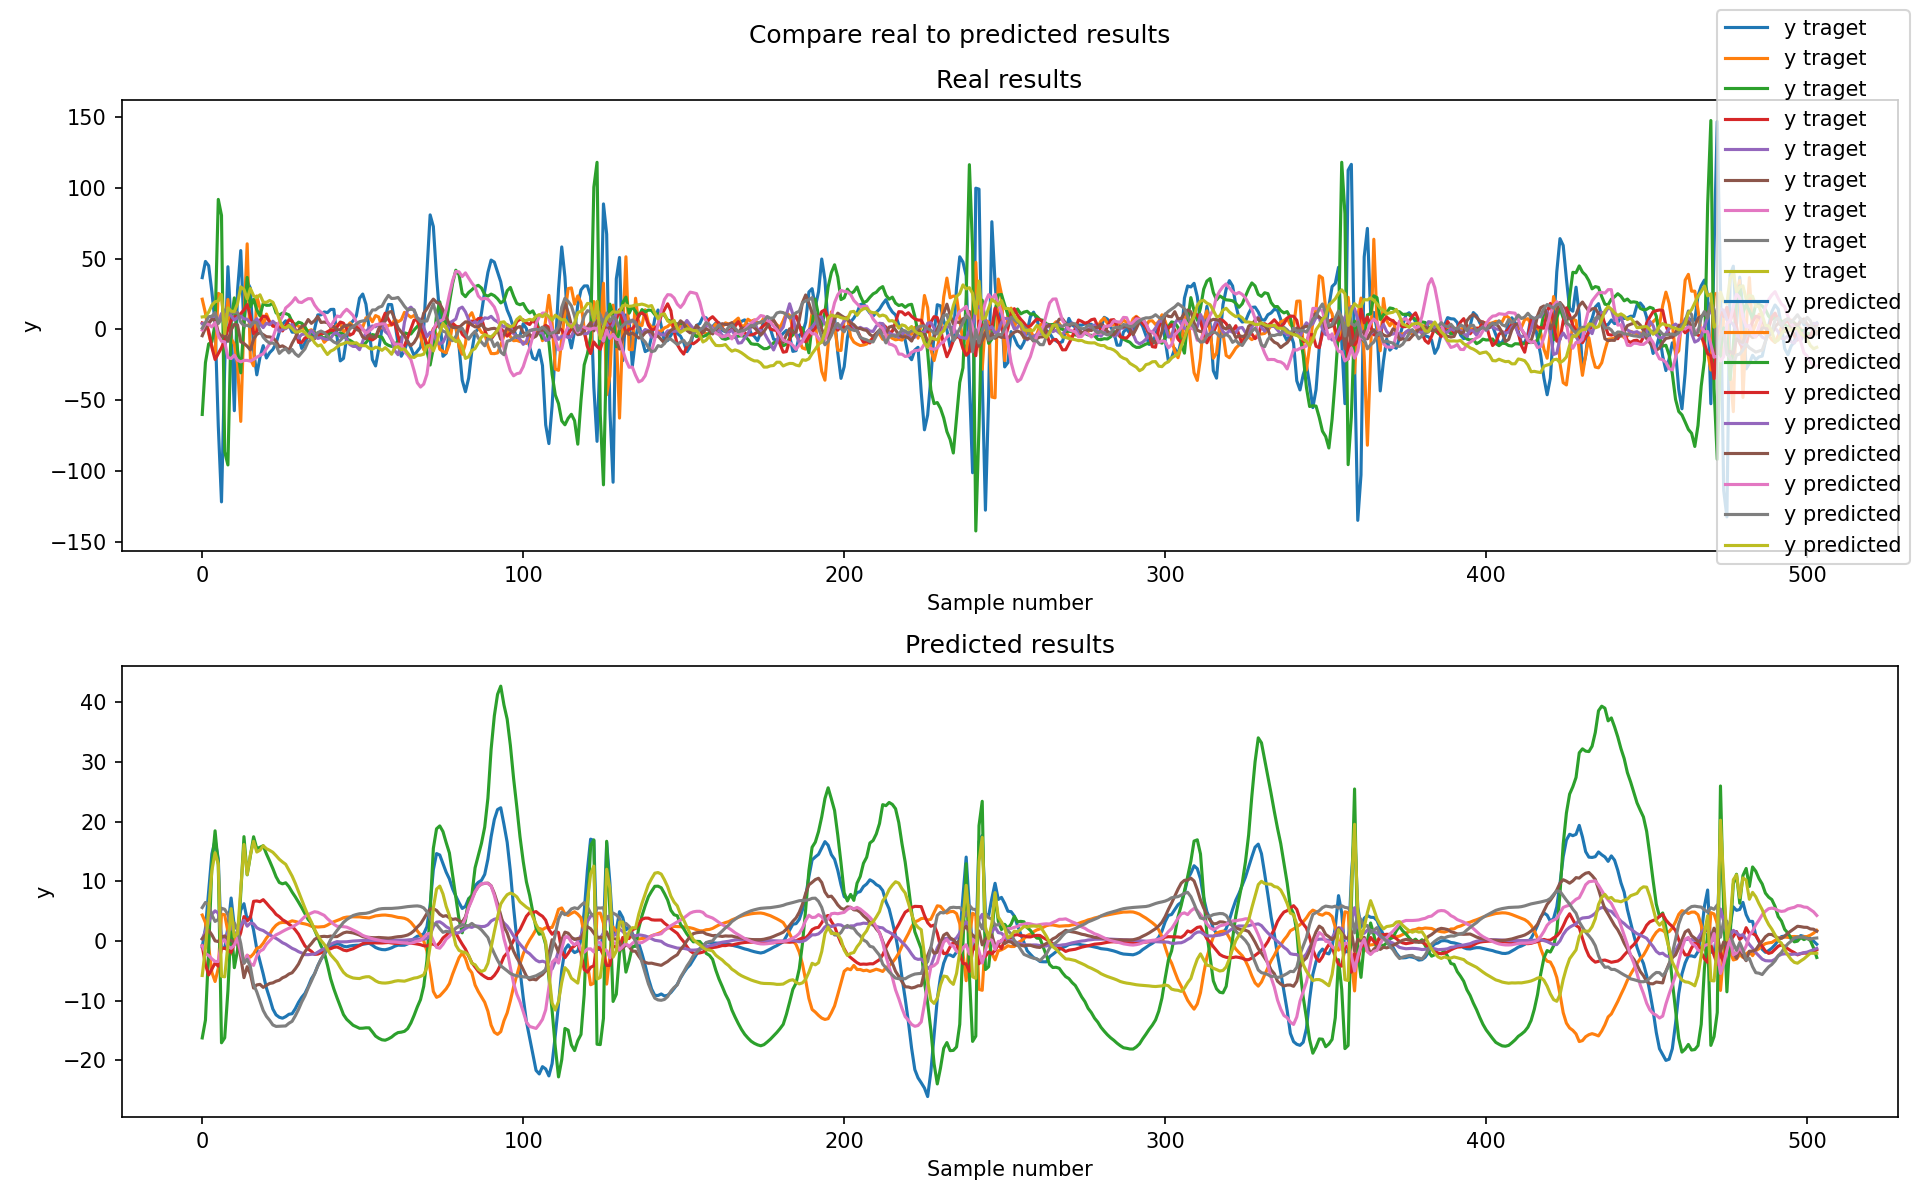 Compare real to predicted results
Real results
y traget
y traget
y traget
y traget
y traget
y traget
y traget
y traget
y traget
y predicted
y predicted
y predicted
y predicted
y predicted
y predicted
y predicted
y predicted
y predicted
150
100
50
0
−50
−100
−150
y
0 100 200 300 400 500
Sample number
Predicted results
40
30
20
10
0
−10
−20
y
0 100 200 300 400 500
Sample number